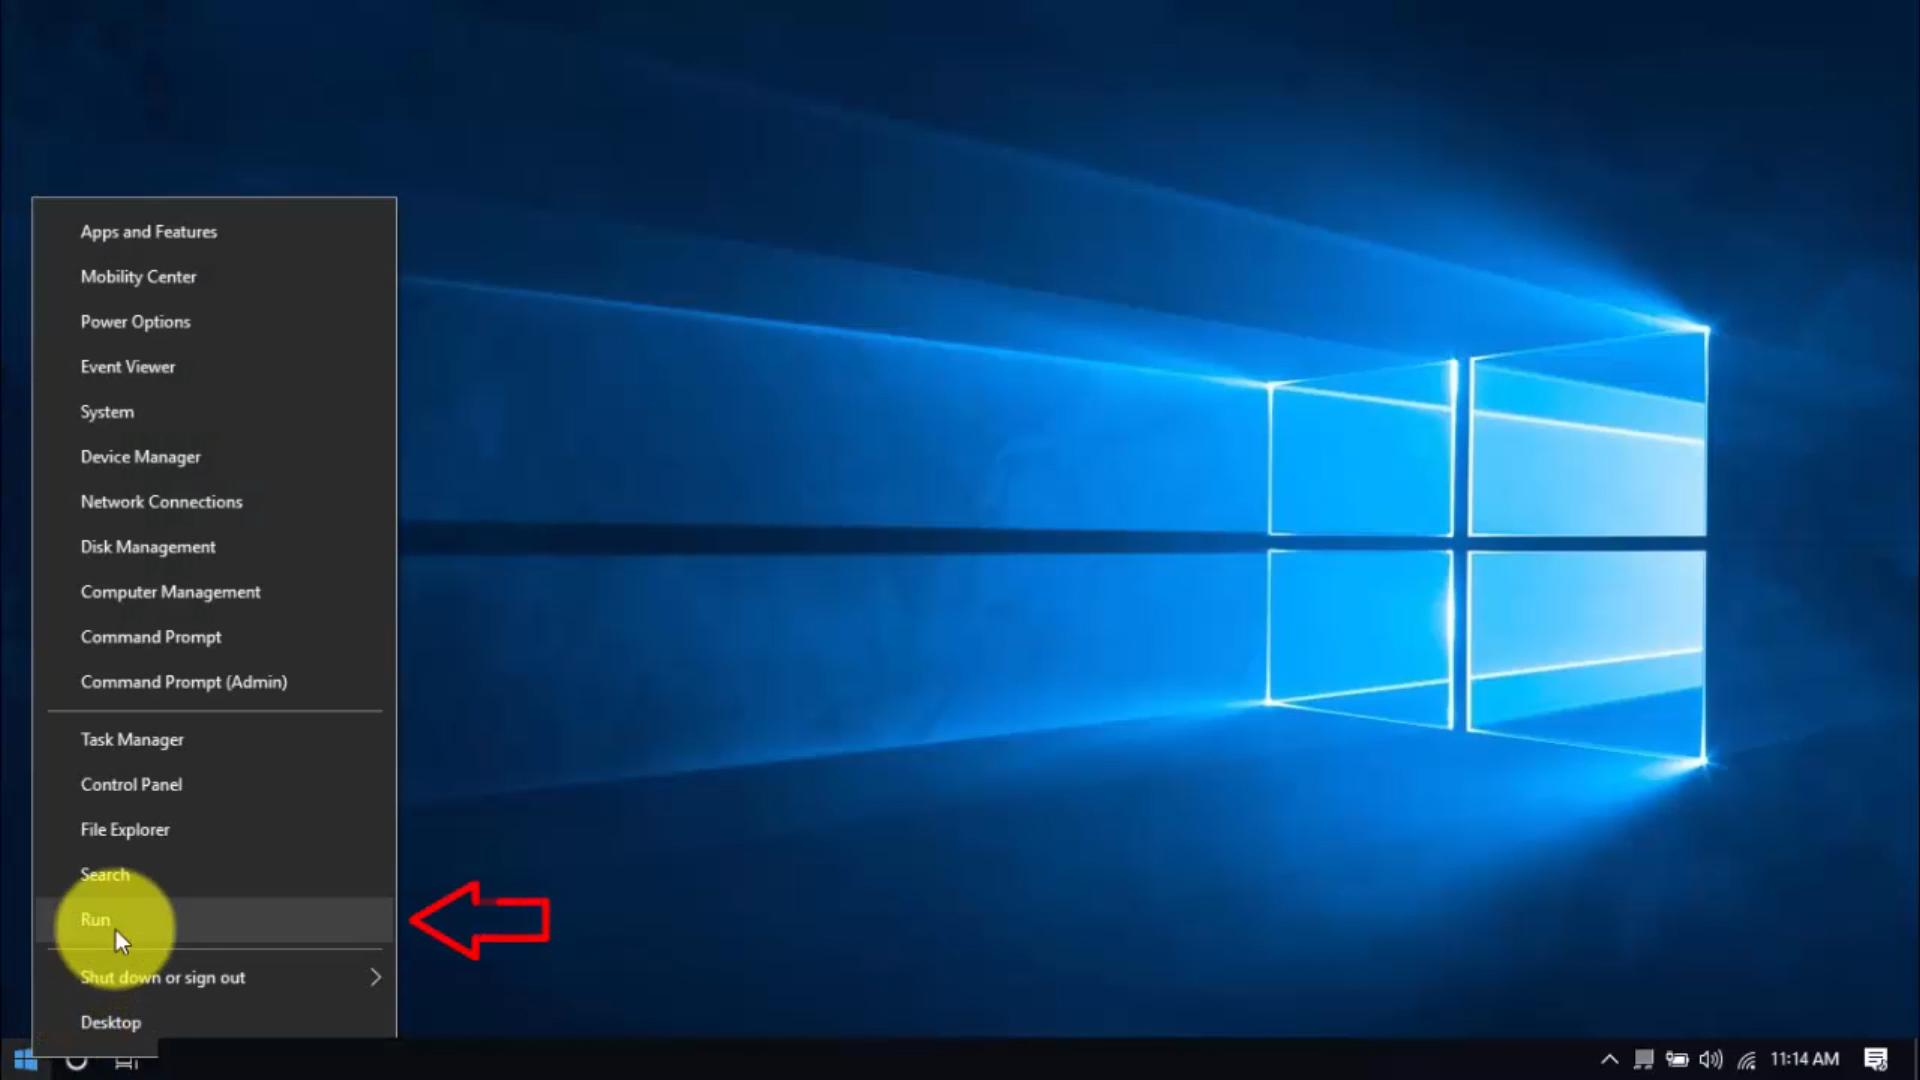 Apps and Features
Mobility Center
Power Options
Event Viewer
System
Device Manager
Network Connections
Disk Management
Computer Management
Command Prompt
Command Prompt (Admin)
Task Manager
Control Panel
File Explorer
Search
Run
Shut down or sign out
Desktop
11:14 AM